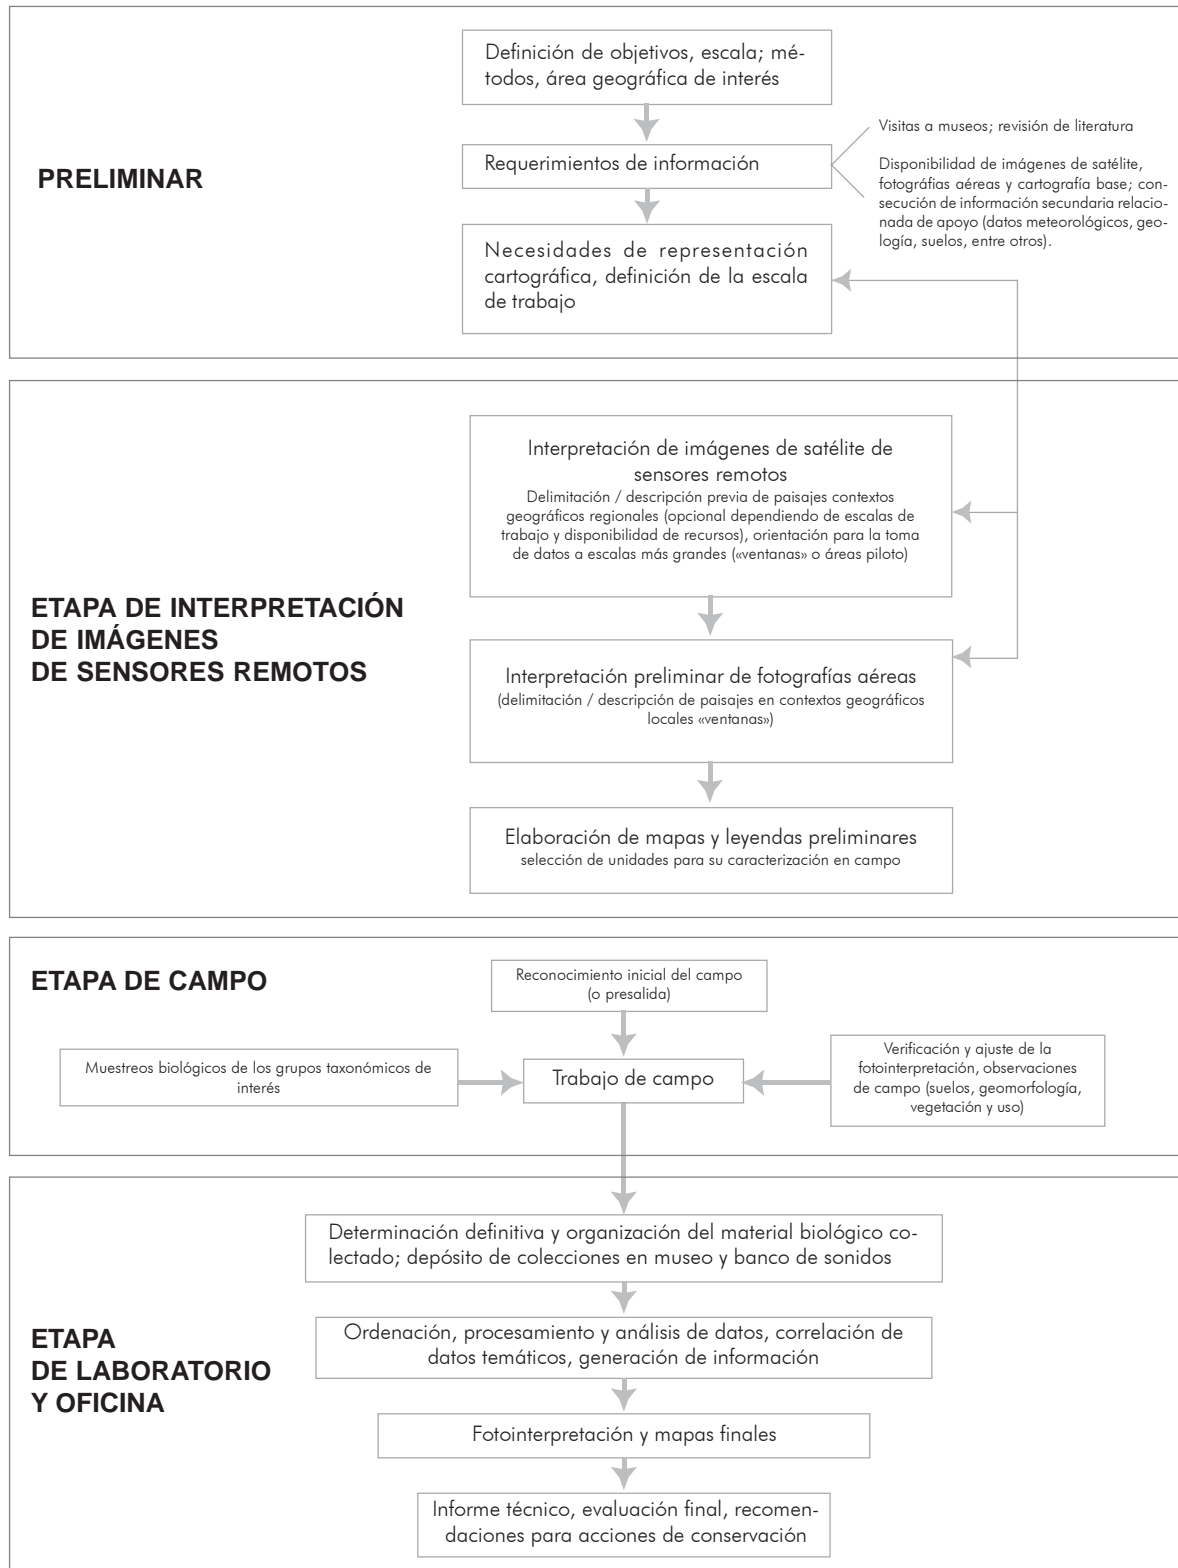 Definición de objetivos, escala; mé-
todos, área geográfica de interés
PRELIMINAR
Requerimientos de información
Visitas a museos; revisión de literatura
Disponibilidad de imágenes de satélite,
fotográfias aéreas y cartografía base; con-
secución de información secundaria relacio-
nada de apoyo (datos meteorológicos, geo-
logía, suelos, entre otros).
Necesidades de representación
cartográfica, definición de la escala
de trabajo
ETAPA DE INTERPRETACIÓN
DE IMÁGENES
DE SENSORES REMOTOS
Interpretación de imágenes de satélite de
sensores remotos
Delimitación / descripción previa de paisajes contextos
geográficos regionales (opcional dependiendo de escalas de
trabajo y disponibilidad de recursos), orientación para la toma
de datos a escalas más grandes («ventanas» o áreas piloto)
Interpretación preliminar de fotografías aéreas
(delimitación / descripción de paisajes en contextos geográficos
locales «ventanas»)
Elaboración de mapas y leyendas preliminares
selección de unidades para su caracterización en campo
ETAPA DE CAMPO
Reconocimiento inicial del campo
(o presalida)
Muestreos biológicos de los grupos taxonómicos de
interés
Trabajo de campo
Verificación y ajuste de la
fotointerpretación, observaciones
de campo (suelos, geomorfología,
vegetación y uso)
ETAPA
DE LABORATORIO
Y OFICINA
Determinación definitiva y organización del material biológico co-
lectado; depósito de colecciones en museo y banco de sonidos
Ordenación, procesamiento y análisis de datos, correlación de
datos temáticos, generación de información
Fotointerpretación y mapas finales
Informe técnico, evaluación final, recomen-
daciones para acciones de conservación